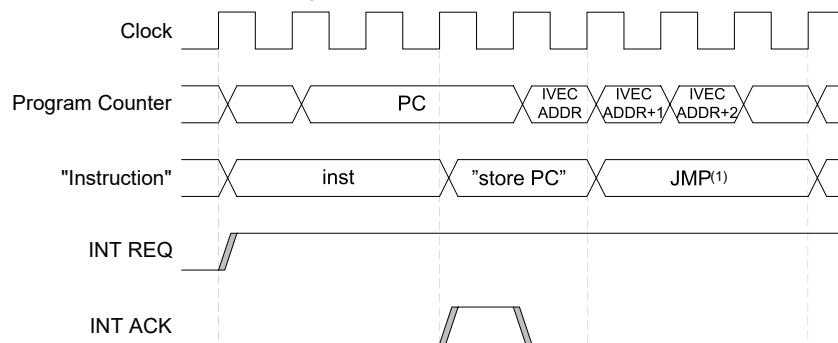 Clock
Program Counter
PC
IVEC
ADDR
IVEC
ADDR+1
IVEC
ADDR+2
"Instruction"
inst
”store PC”
JMP(1)
INT REQ
INT ACK